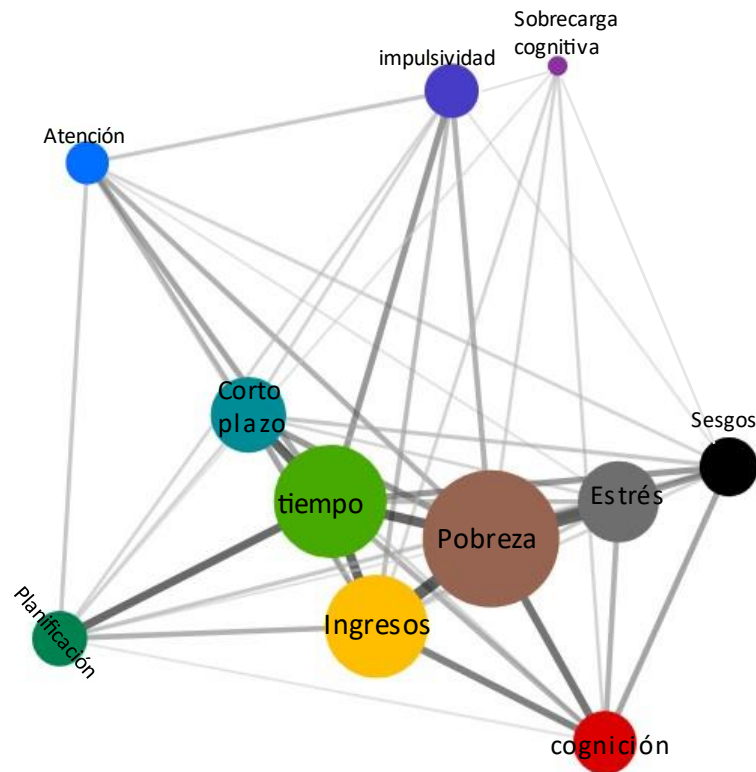 Sobrecarga
cognitiva
impulsividad
Atención
Corto
plazo
Sesgos
Estrés
tiempo
Pobreza
Ingresos
Planificación
cognición